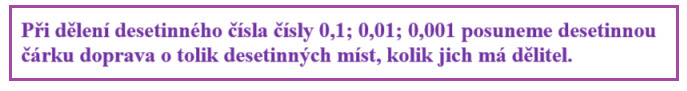 Při dělení desetinného čísla čísly 0,1; 0,01; 0,001 posuneme desetinnou
čárku doprava o tolik desetinných míst, kolik jich má dělitel.